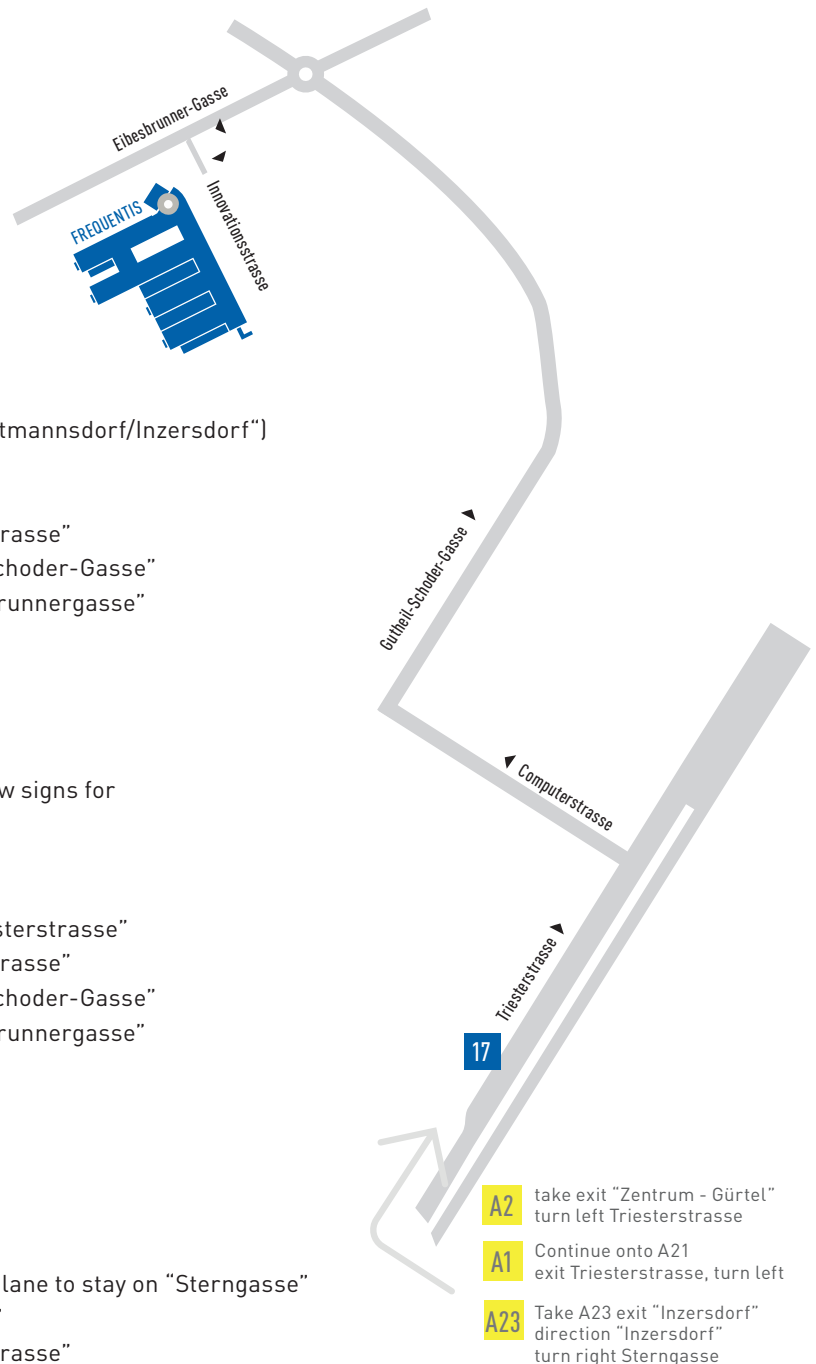 Eibesbrunner-Gasse
Innovationsstrasse
FREQUENTIS
tmannsdorf/Inzersdorf“)
rasse”
choder-Gasse”
runnergasse”
Gutheil-Schoder-Gasse
Computerstrasse
w signs for
sterstrasse”
rasse”
choder-Gasse”
runnergasse”
Triesterstrasse
17
A2 take exit “Zentrum - Gürtel”
turn left Triesterstrasse
A1 Continue onto A21
exit Triesterstrasse, turn left
A23 Take A23 exit “Inzersdorf”
direction “Inzersdorf”
turn right Sterngasse
lane to stay on “Sterngasse”
rasse”